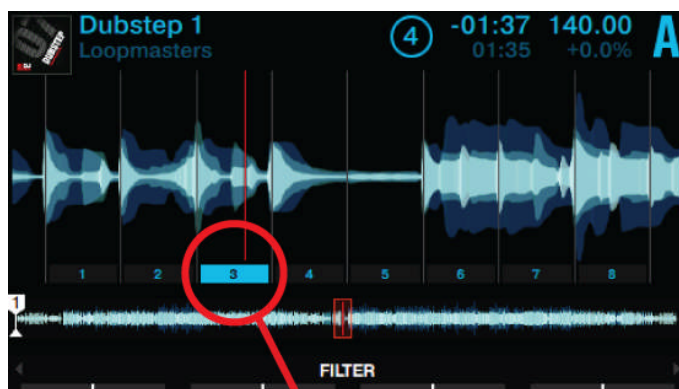 DUBSTEP
Dubstep 1
Loopmasters
4
-01:37 140.00
01:35 +0.0%
A
1 2 3 4 5 6 7 8
1
FILTER